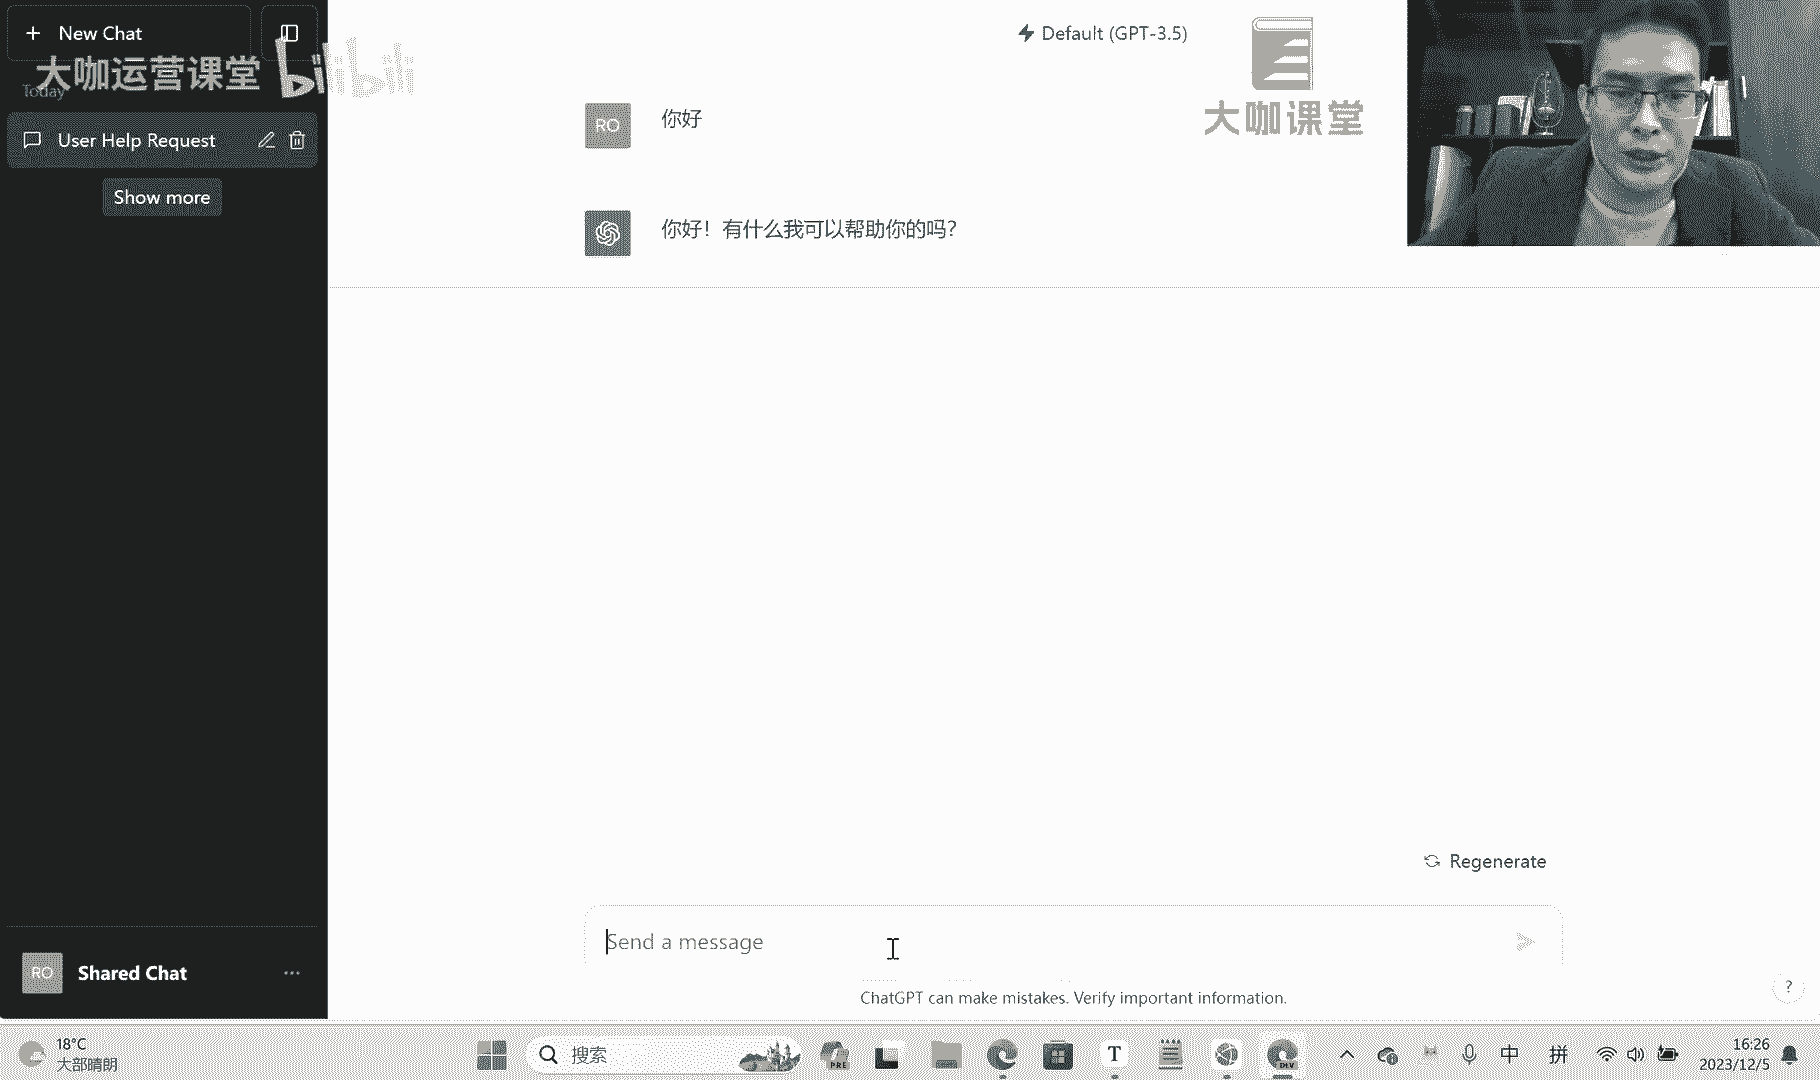 New Chat
大咖运营课堂 bilibili
Today
User Help Request
Show more
Default (GPT-3.5)
大咖课堂
RO
你好
你好！有什么我可以帮助你的吗？
Regenerate
Send a message
ChatGPT can make mistakes. Verify important information.
?
RO
Shared Chat
18°C
大部晴朗
搜索
PRE
T
DEV
中
拼
16:26
2023/12/5